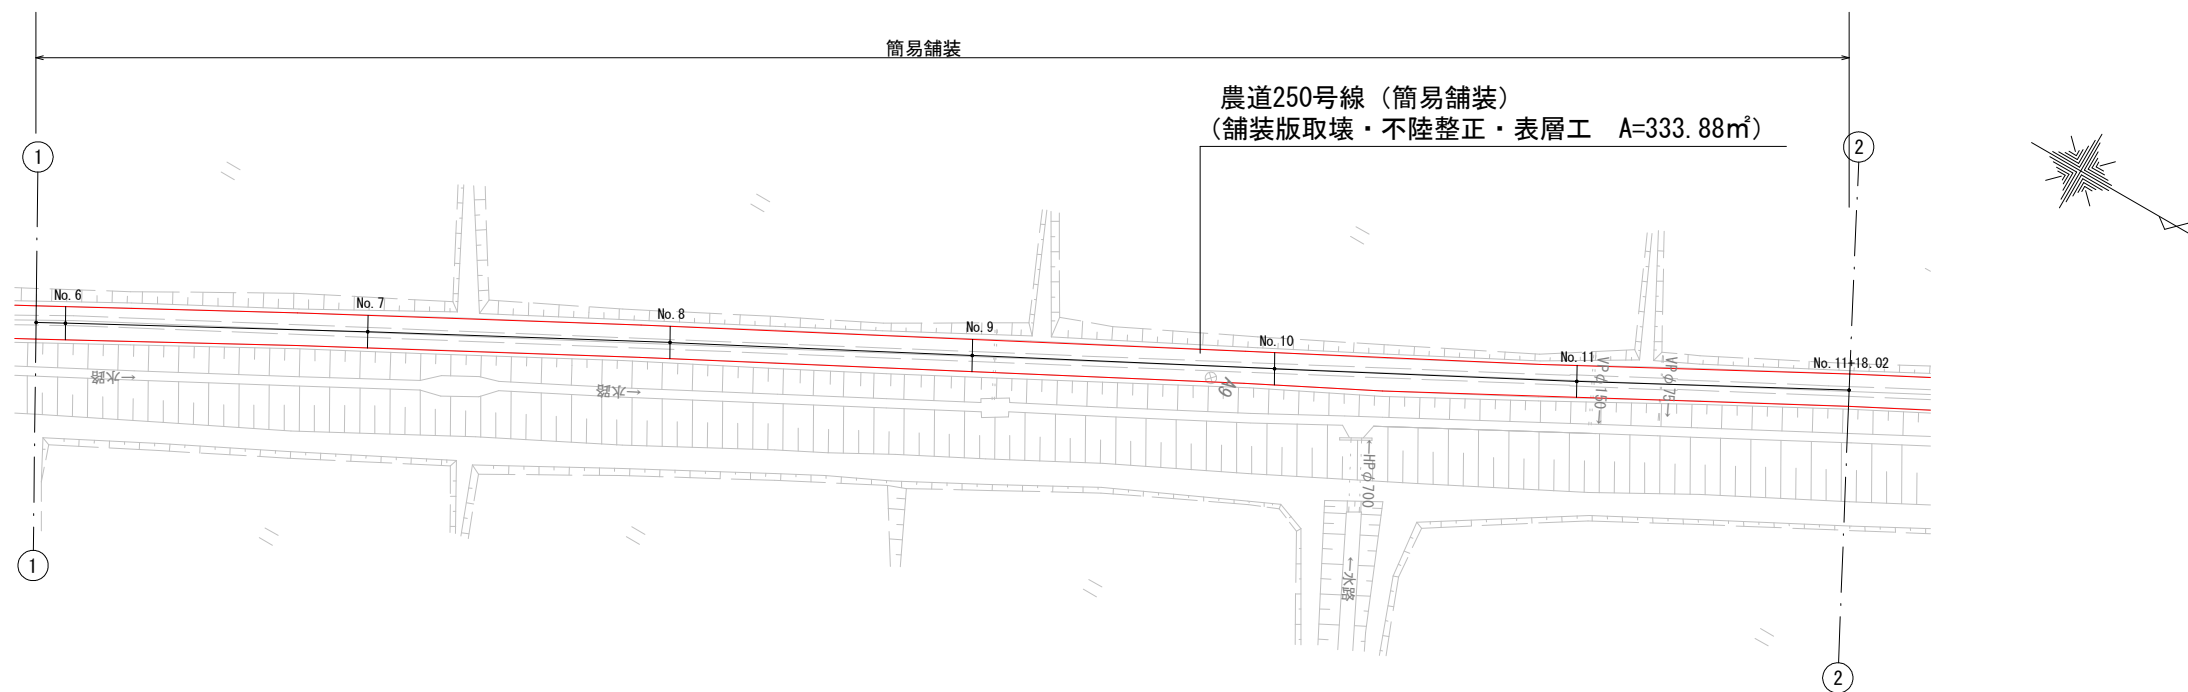 簡易舗装
農道250号線（簡易舗装）
（舗装版取壊・不陸整正・表層工　A=333.88㎡）
1
2
No.6
No.7
No.8
No.9
No.10
No.11
No.11+18.02
←水路
←水路
VPφ150→
VPφ75→
←HPφ700
←水路
1
2